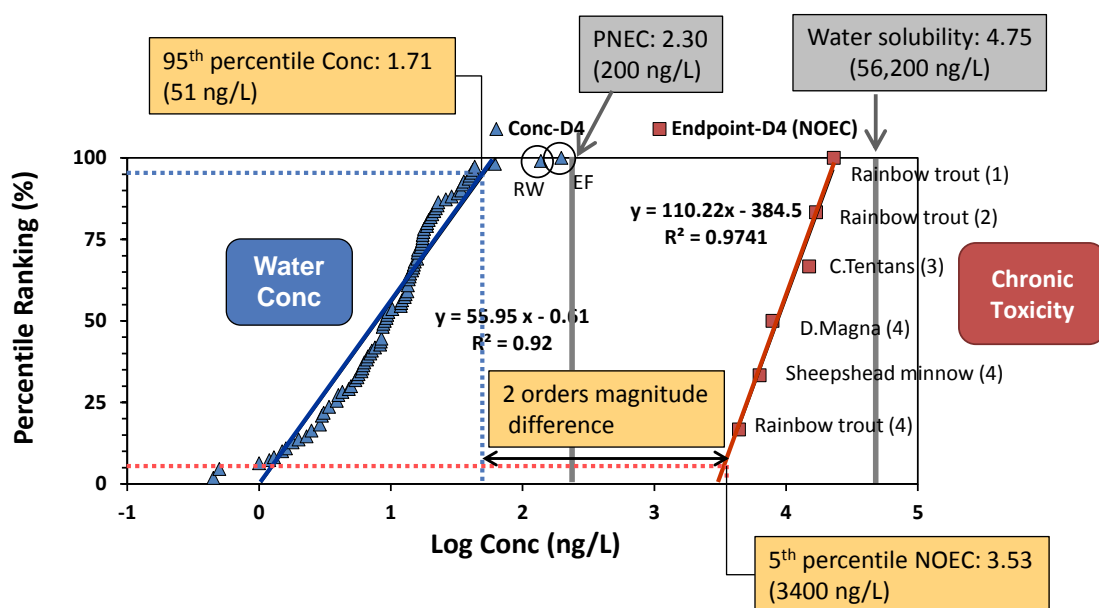 95th percentile Conc: 1.71
(51 ng/L)
PNEC: 2.30
(200 ng/L)
Water solubility: 4.75
(56,200 ng/L)
Conc-D4
Endpoint-D4 (NOEC)
Percentile Ranking (%)
100
75
50
25
0
RW
EF
Water
Conc
y = 110.22x - 384.5
R² = 0.9741
y = 55.95 x - 0.61
R² = 0.92
Rainbow trout (1)
Rainbow trout (2)
C.Tentans (3)
D.Magna (4)
Sheepshead minnow (4)
Rainbow trout (4)
Chronic
Toxicity
2 orders magnitude
difference
-1
0
1
2
3
4
5
Log Conc (ng/L)
5th percentile NOEC: 3.53
(3400 ng/L)